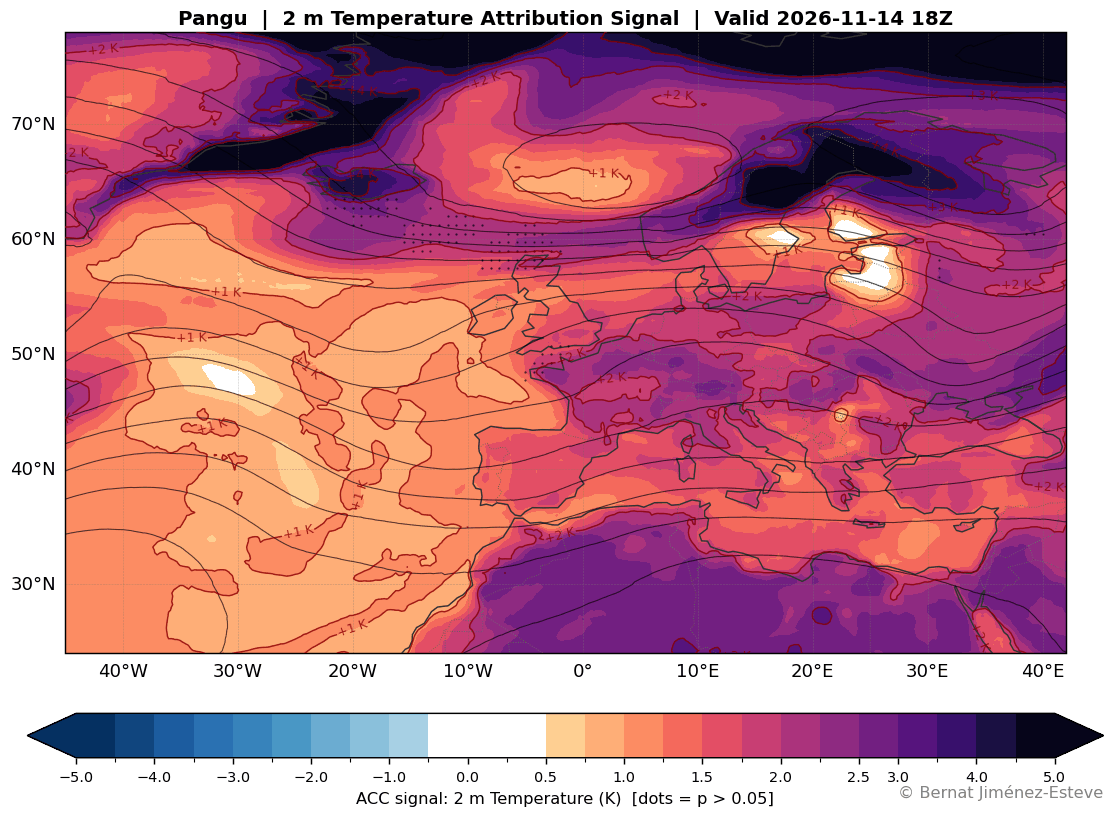 Pangu | 2 m Temperature Attribution Signal | Valid 2026-11-14 18Z
70°N
60°N
50°N
40°N
30°N
+2 K
+2 K
+2 K
2 K
+1 K
+1 K
+1 K
+1 K
+2 K
+2 K
+1 K
+1 K
+2 K
+2 K
+1 K
+1 K
+1 K
+2 K
+2 K
+1 K
40°W
30°W
20°W
10°W
0°
10°E
20°E
30°E
40°E
−5.0
−4.0
−3.0
−2.0
−1.0
0.0
0.5
1.0
1.5
2.0
2.5
3.0
4.0
5.0
ACC signal: 2 m Temperature (K) [dots = p > 0.05]
© Bernat Jiménez-Esteve